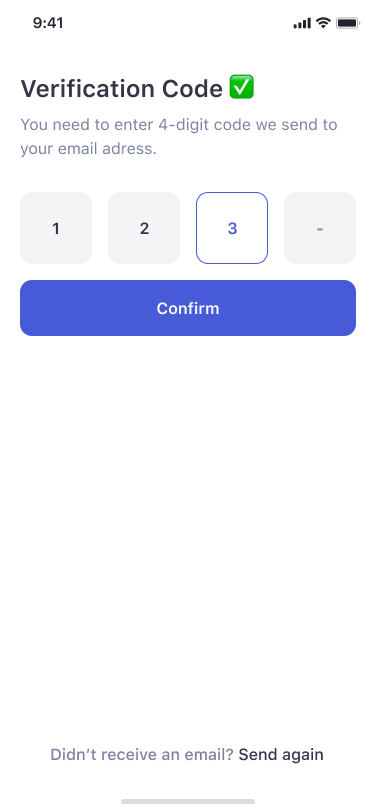 9:41
Verification Code ✅
You need to enter 4-digit code we send to
your email adress.
1 2 3 -
Confirm
Didn’t receive an email? Send again